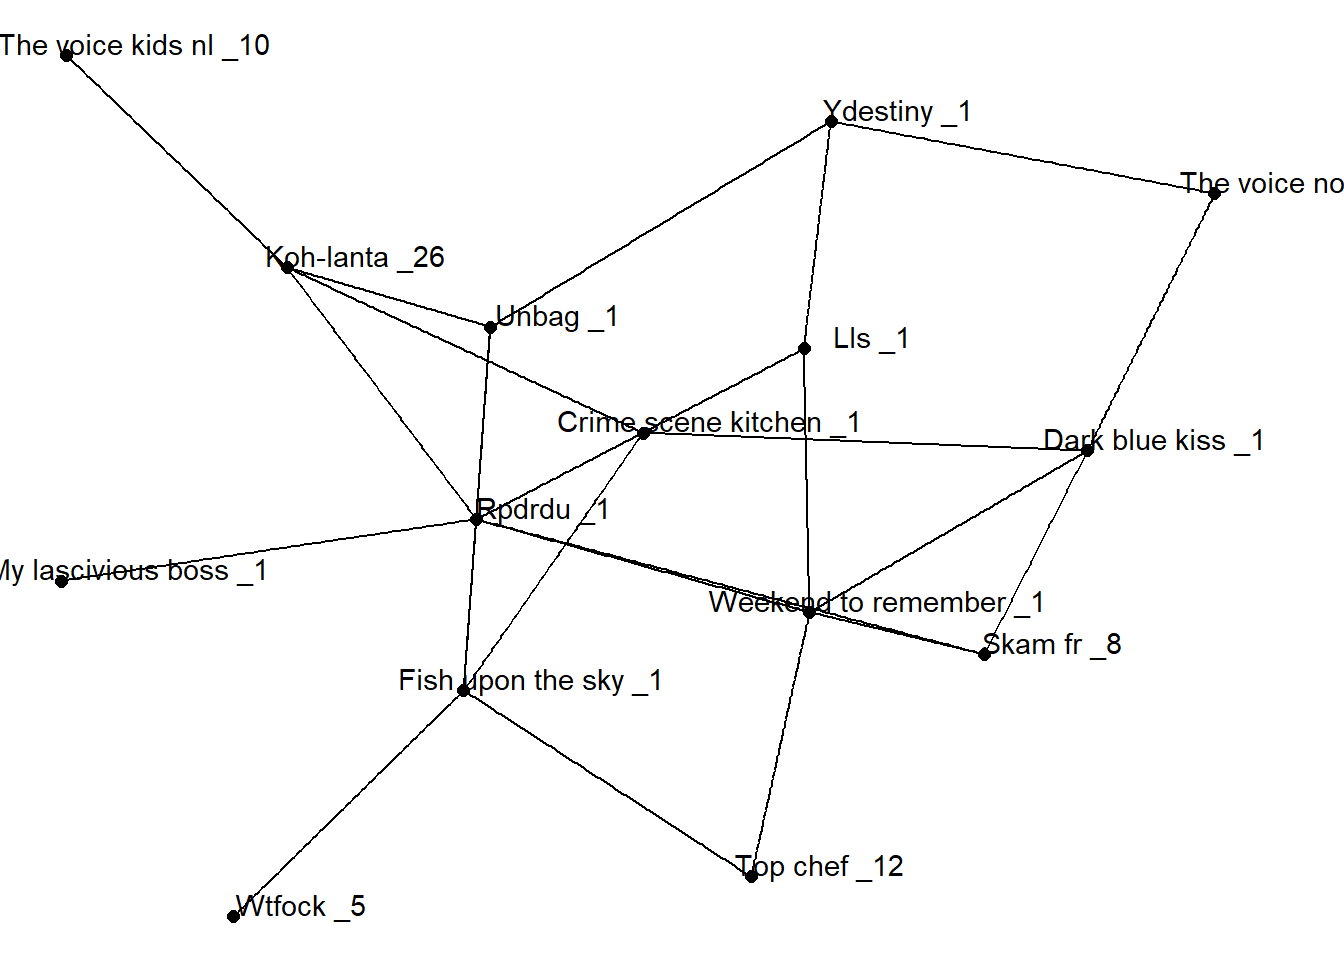 The voice kids nl _10
Ydestiny _1
The voice no
Koh-lanta _26
Unbag _1
Lls _1
Crime scene kitchen _1
Dark blue kiss _1
Rpdrdu _1
My lascivious boss _1
Weekend to remember _1
Skam fr _8
Fish upon the sky _1
Top chef _12
Wtfock _5